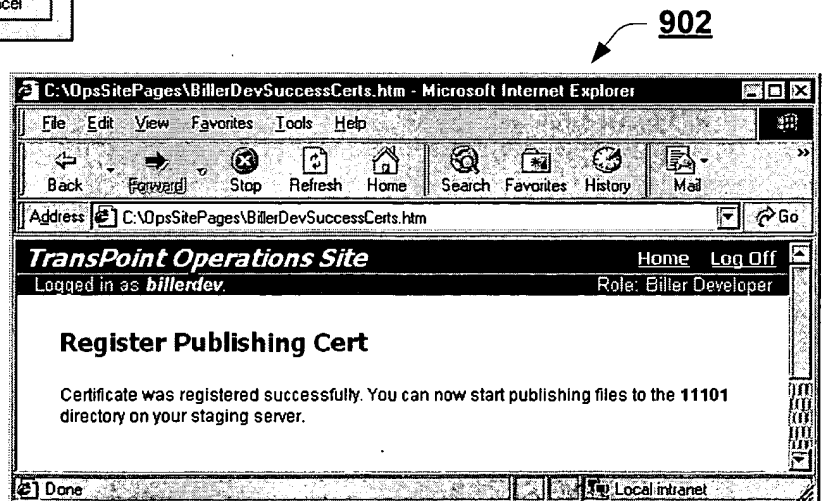 902
C:\OpsSitePages\BillerDevSuccessCerts.htm - Microsoft Internet Explorer
File Edit View Favorites Tools Help
Back Forward Stop Refresh Home Search Favorites History Mail »
Address C:\OpsSitePages\BillerDevSuccessCerts.htm Go
TransPoint Operations Site Home Log Off
Logged in as billerdev. Role: Biller Developer
Register Publishing Cert
Certificate was registered successfully. You can now start publishing files to the 11101
directory on your staging server.
Done Local intranet